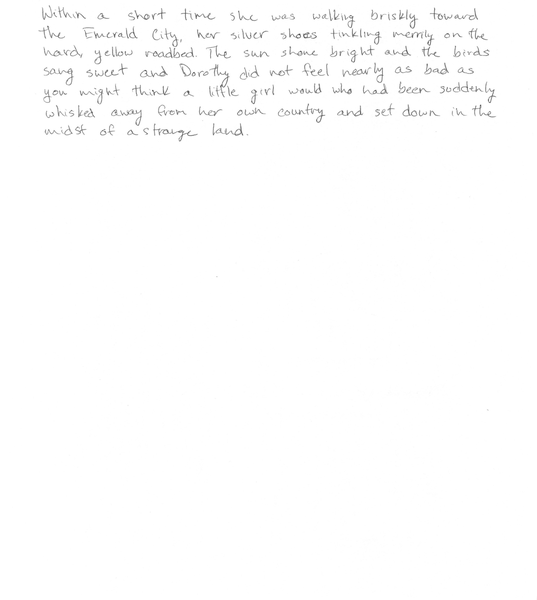 Within a short time she was walking briskly toward
the Emerald City, her silver shoes tinkling merrily on the
hard, yellow roadbed. The sun shone bright and the birds
sang sweet and Dorothy did not feel nearly as bad as
you might think a little girl would who had been suddenly
whisked away from her own country and set down in the
midst of a strange land.